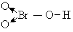 O
Br — O — H
O